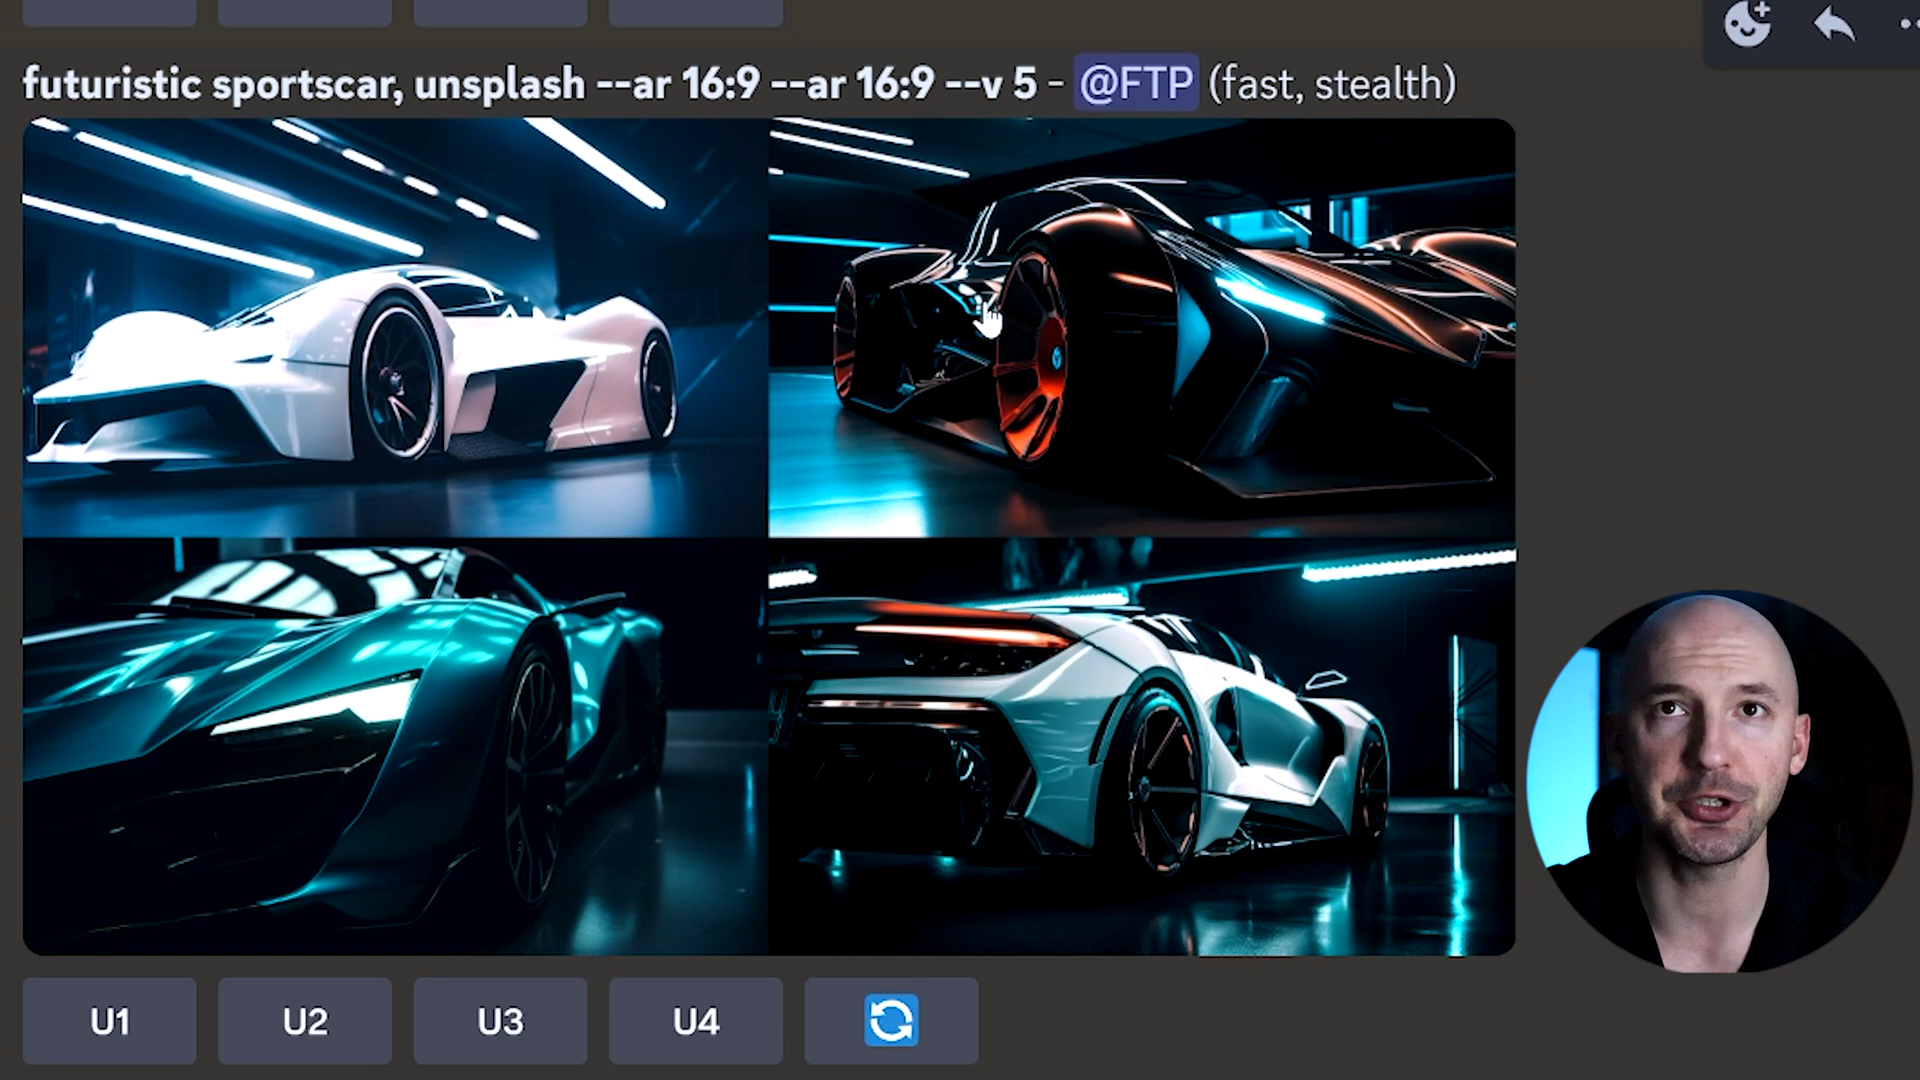 futuristic sportscar, unsplash --ar 16:9 --ar 16:9 --v 5 - @FTP (fast, stealth)
U1 U2 U3 U4